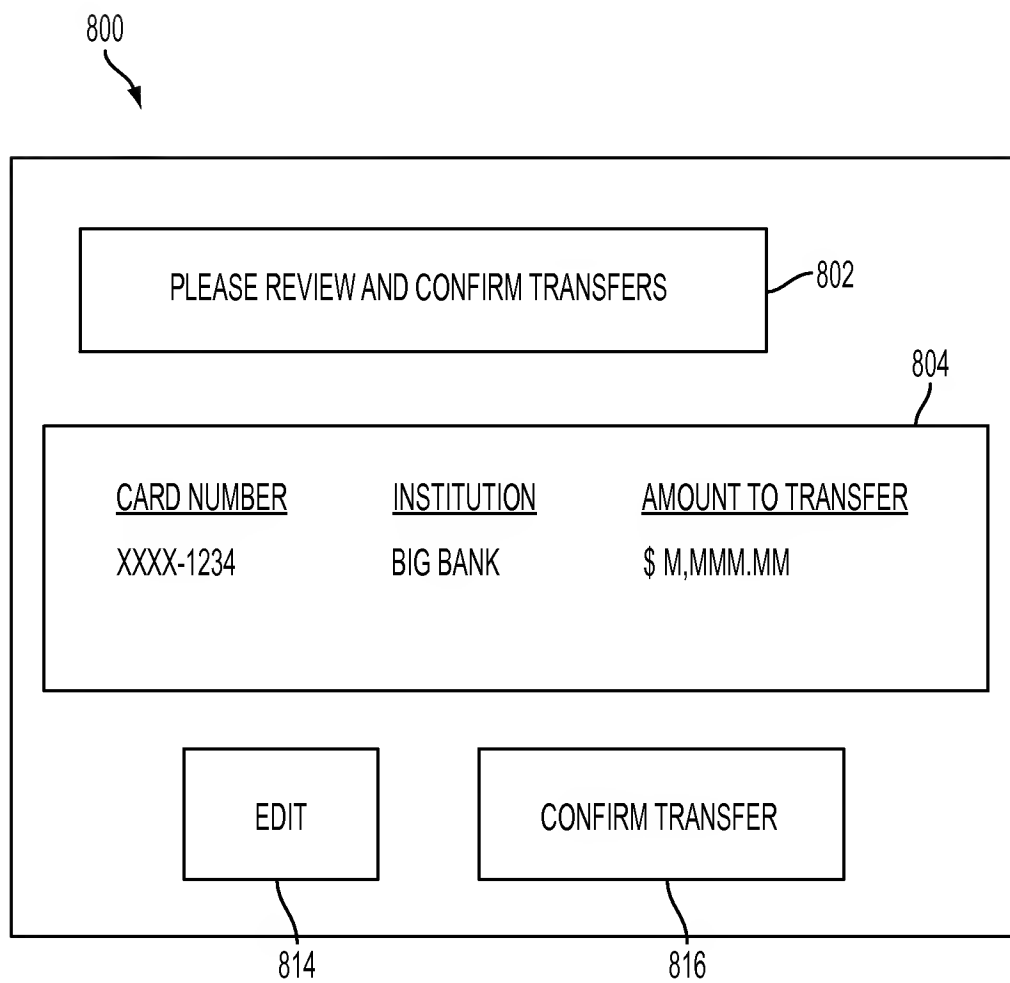 800
PLEASE REVIEW AND CONFIRM TRANSFERS
802
804
CARD NUMBER INSTITUTION AMOUNT TO TRANSFER
XXXX-1234 BIG BANK $ M,MMM.MM
EDIT CONFIRM TRANSFER
814 816